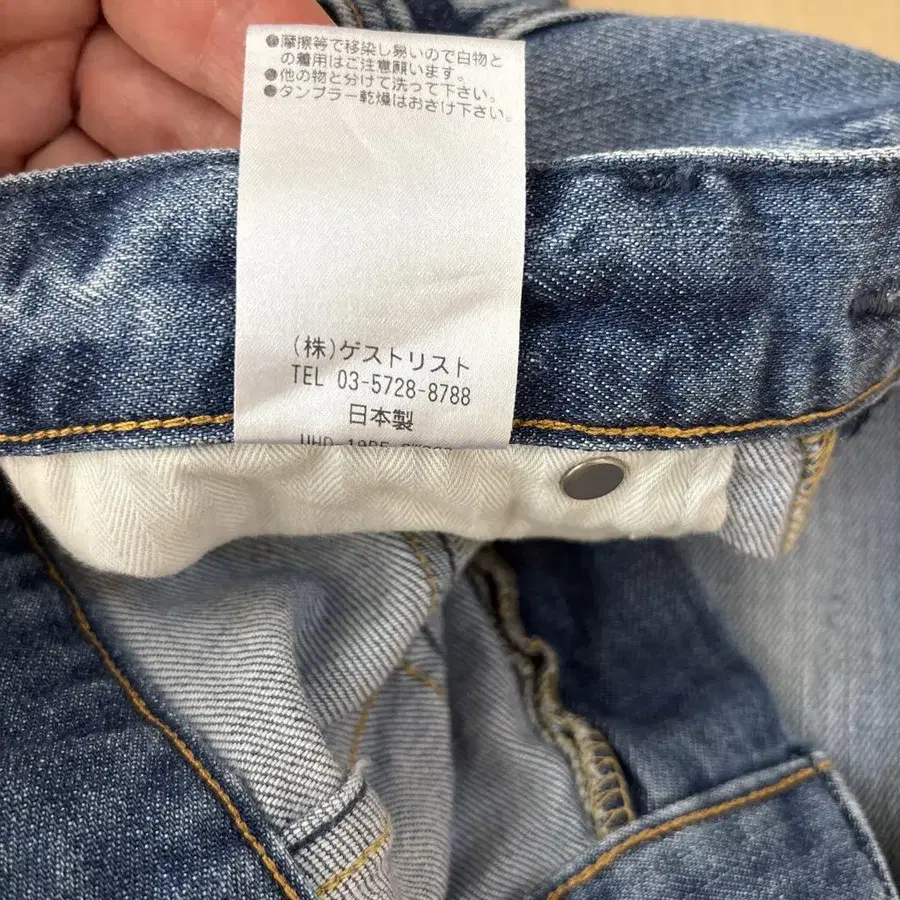 ●摩擦等で移染し易いので白物と
の着用はご注意願います。
●他の物と分けて洗って下さい。
●タンブラー乾燥はおさけ下さい。
(株)ゲストリスト
TEL 03-5728-8788
日本製